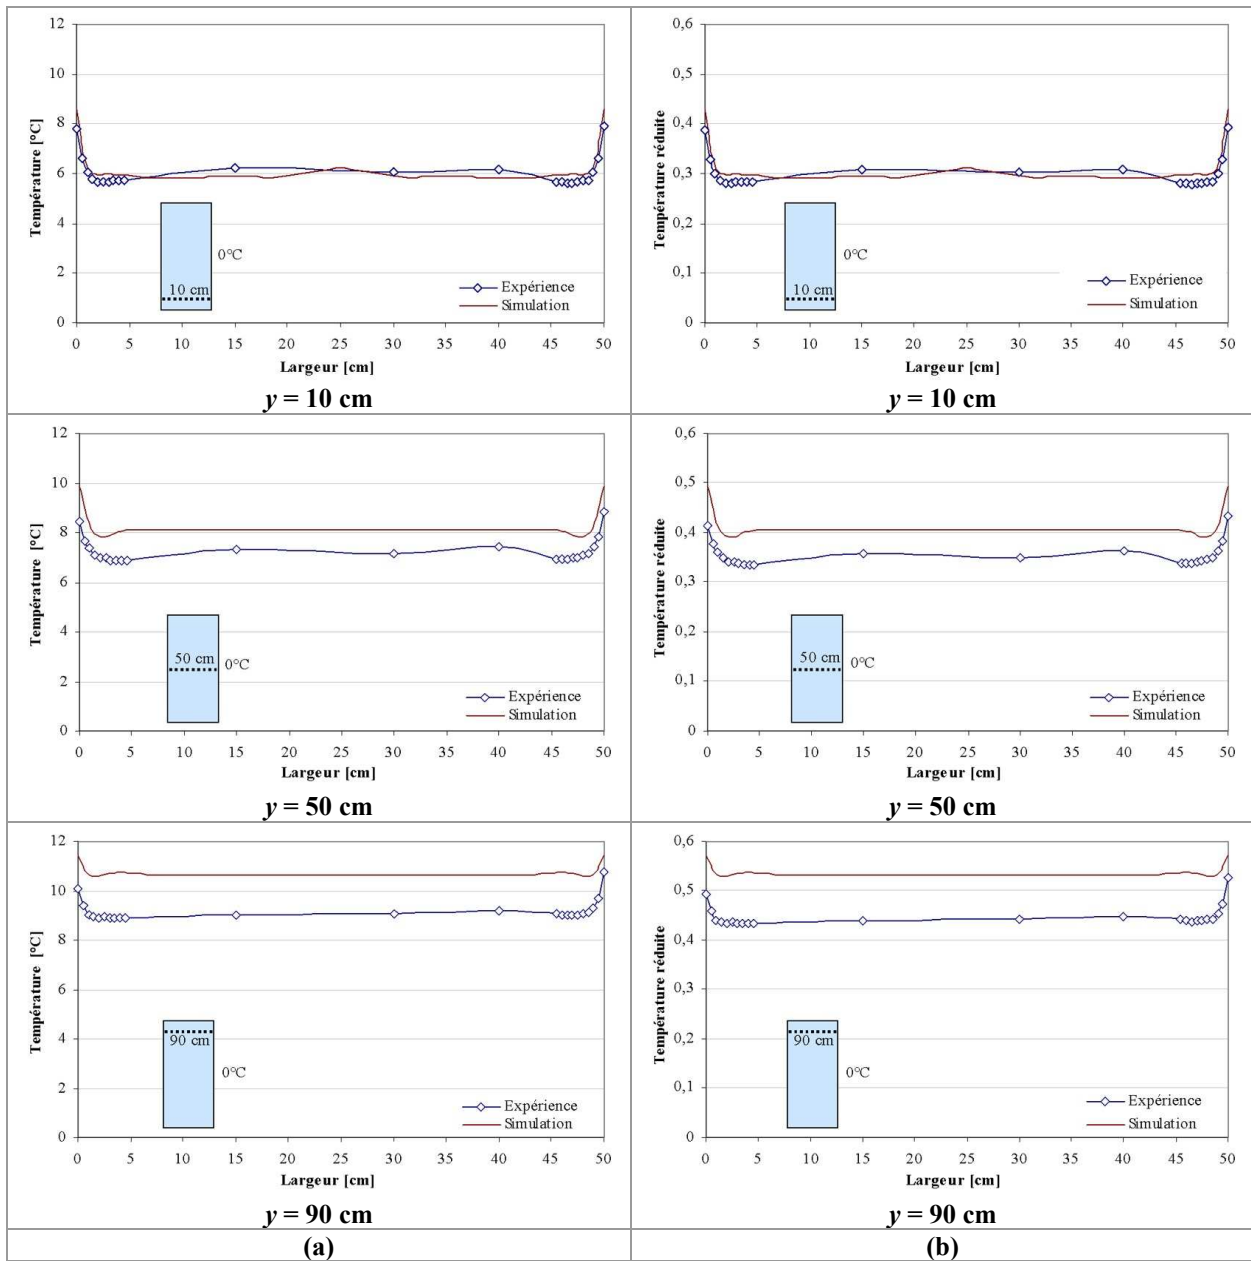 12
10
8
6
4
2
0
Température [°C]
0°C
10 cm
Expérience
Simulation
0 5 10 15 20 25 30 35 40 45 50
Largeur [cm]
y = 10 cm
0,6
0,5
0,4
0,3
0,2
0,1
0
Température réduite
0°C
10 cm
Expérience
Simulation
0 5 10 15 20 25 30 35 40 45 50
Largeur [cm]
y = 10 cm
12
10
8
6
4
2
0
Température [°C]
50 cm
0°C
Expérience
Simulation
0 5 10 15 20 25 30 35 40 45 50
Largeur [cm]
y = 50 cm
0,6
0,5
0,4
0,3
0,2
0,1
0
Température réduite
50 cm
0°C
Expérience
Simulation
0 5 10 15 20 25 30 35 40 45 50
Largeur [cm]
y = 50 cm
12
10
8
6
4
2
0
Température [°C]
90 cm
0°C
Expérience
Simulation
0 5 10 15 20 25 30 35 40 45 50
Largeur [cm]
y = 90 cm
0,6
0,5
0,4
0,3
0,2
0,1
0
Température réduite
90 cm
0°C
Expérience
Simulation
0 5 10 15 20 25 30 35 40 45 50
Largeur [cm]
y = 90 cm
(a)
(b)